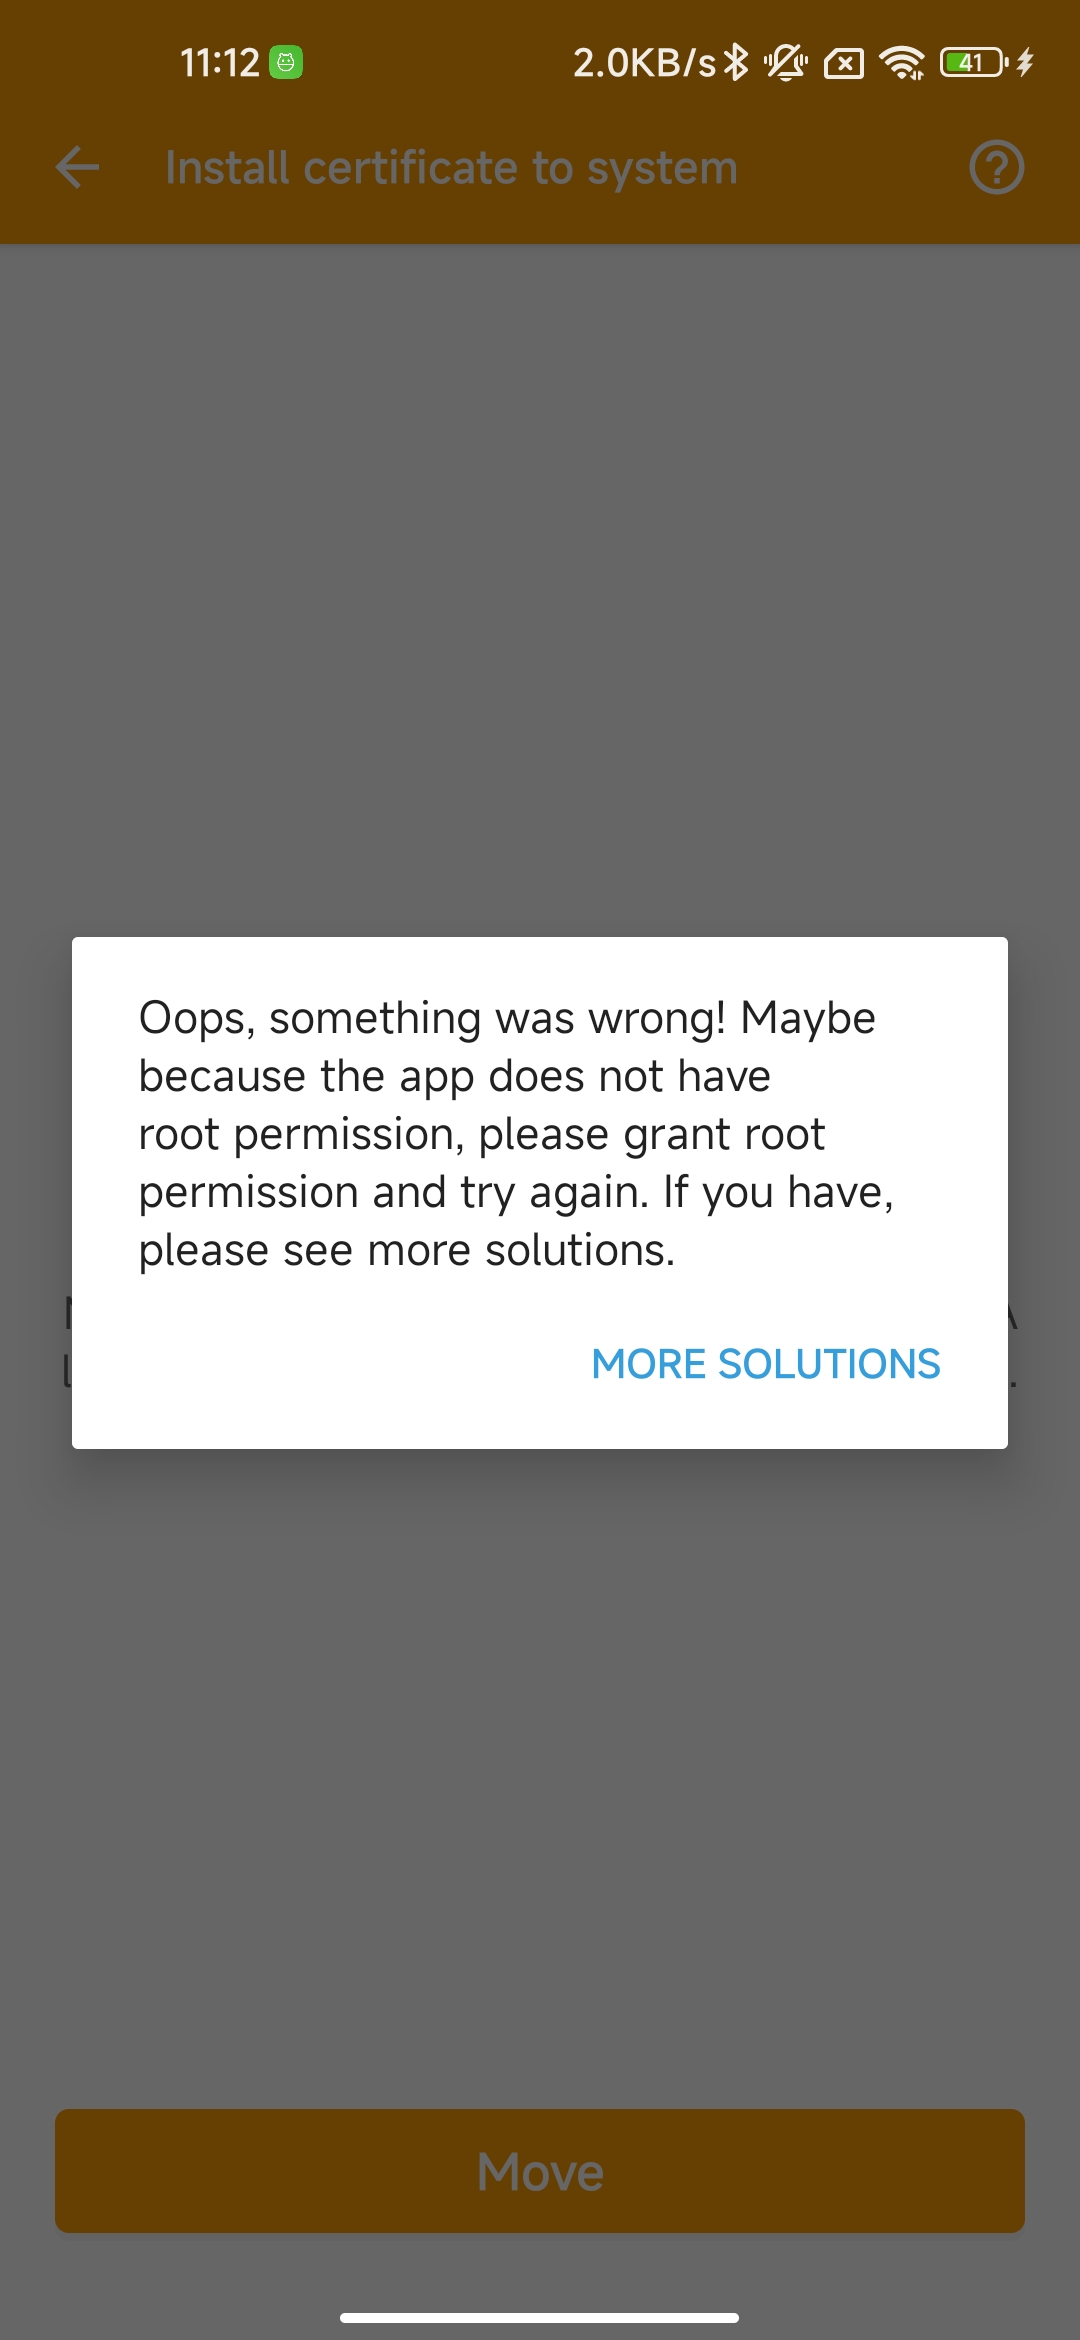 11:12 2.0KB/s 41
Install certificate to system
Oops, something was wrong! Maybe
because the app does not have
root permission, please grant root
permission and try again. If you have,
please see more solutions.
MORE SOLUTIONS
Move